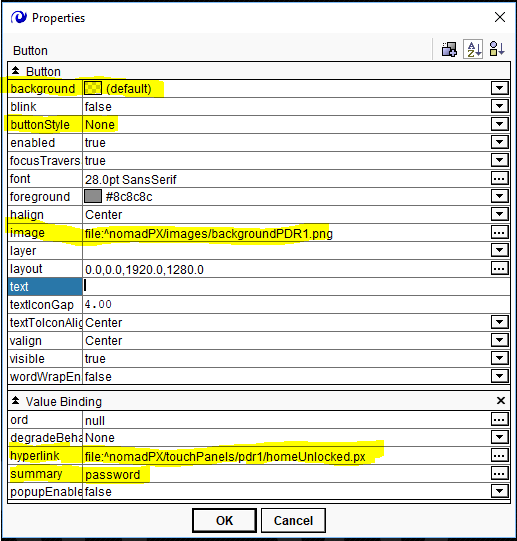 Properties
Button
Button
background (default)
blink false
buttonStyle None
enabled true
focusTravers true
font 28.0pt SansSerif
foreground #8c8c8c
halign Center
image file:^nomadPX/images/backgroundPDR1.png
layer
layout 0.0,0.0,1920.0,1280.0
text
textIconGap 4.00
textToIconAlig Center
valign Center
visible true
wordWrapEn false
Value Binding
ord null
degradeBeha None
hyperlink file:^nomadPX/touchPanels/pdr1/homeUnlocked.px
summary password
popupEnable false
OK Cancel